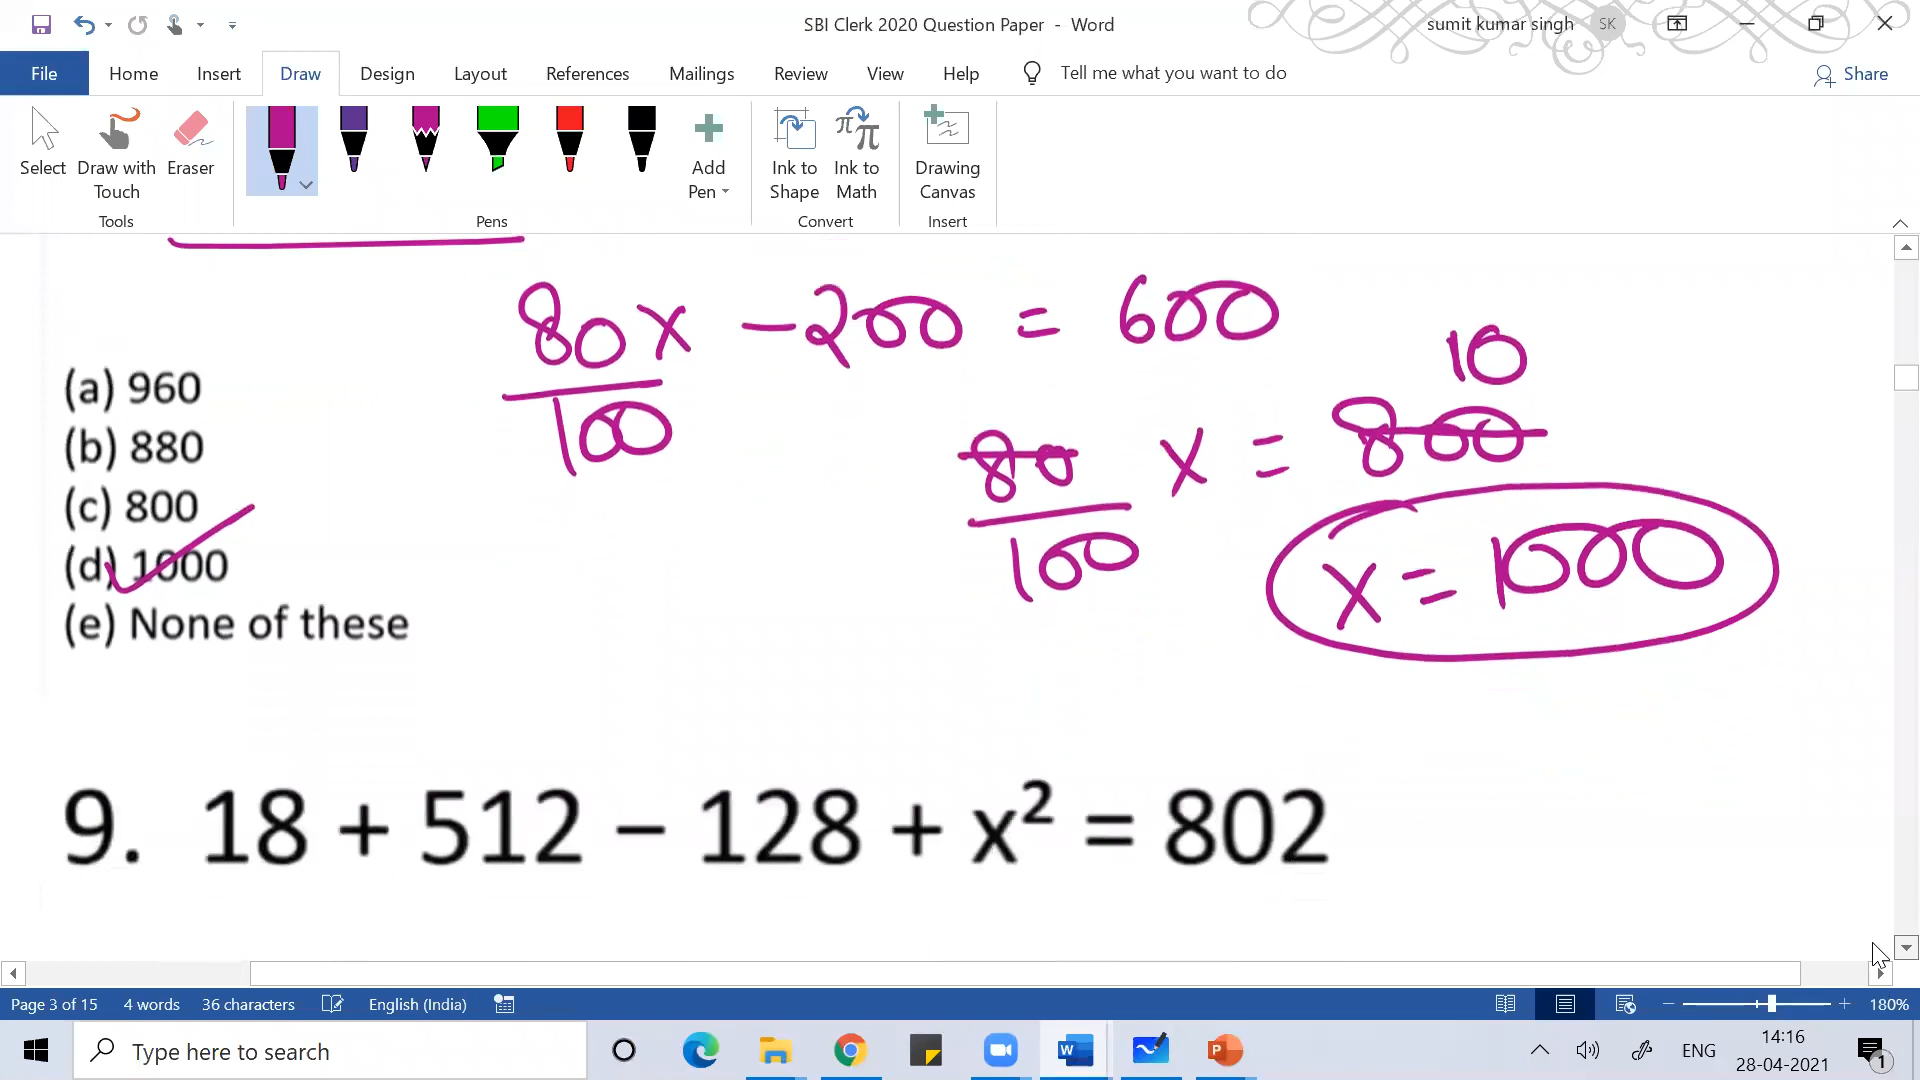 SBI Clerk 2020 Question Paper - Word
sumit kumar singh SK
File Home Insert Draw Design Layout References Mailings Review View Help Tell me what you want to do Share
Select Draw with Touch Eraser
Add Pen
Ink to Shape Ink to Math
Drawing Canvas
Tools Pens Convert Insert
80x/100 - 200 = 600
80/100 x = 800
10
x = 1000
(a) 960
(b) 880
(c) 800
(d) 1000
(e) None of these
9. 18 + 512 – 128 + x² = 802
Page 3 of 15 4 words 36 characters English (India) 180%
Type here to search
ENG 14:16
28-04-2021
1